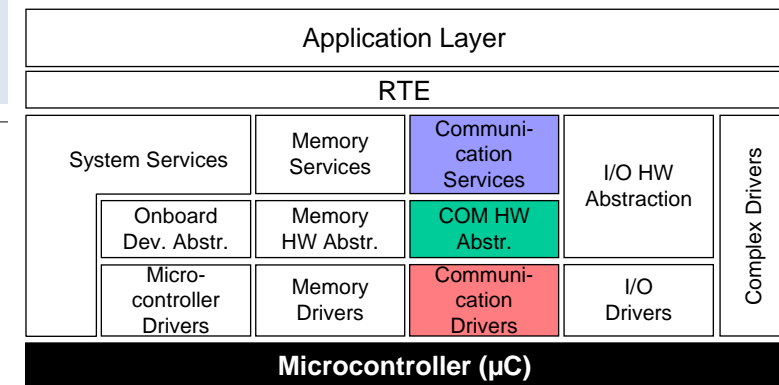 Application Layer
RTE
System Services
Memory
Services
Communi-
cation
Services
I/O HW
Abstraction
Complex Drivers
Onboard
Dev. Abstr.
Memory
HW Abstr.
COM HW
Abstr.
Micro-
controller
Drivers
Memory
Drivers
Communi-
cation
Drivers
I/O
Drivers
Microcontroller (µC)